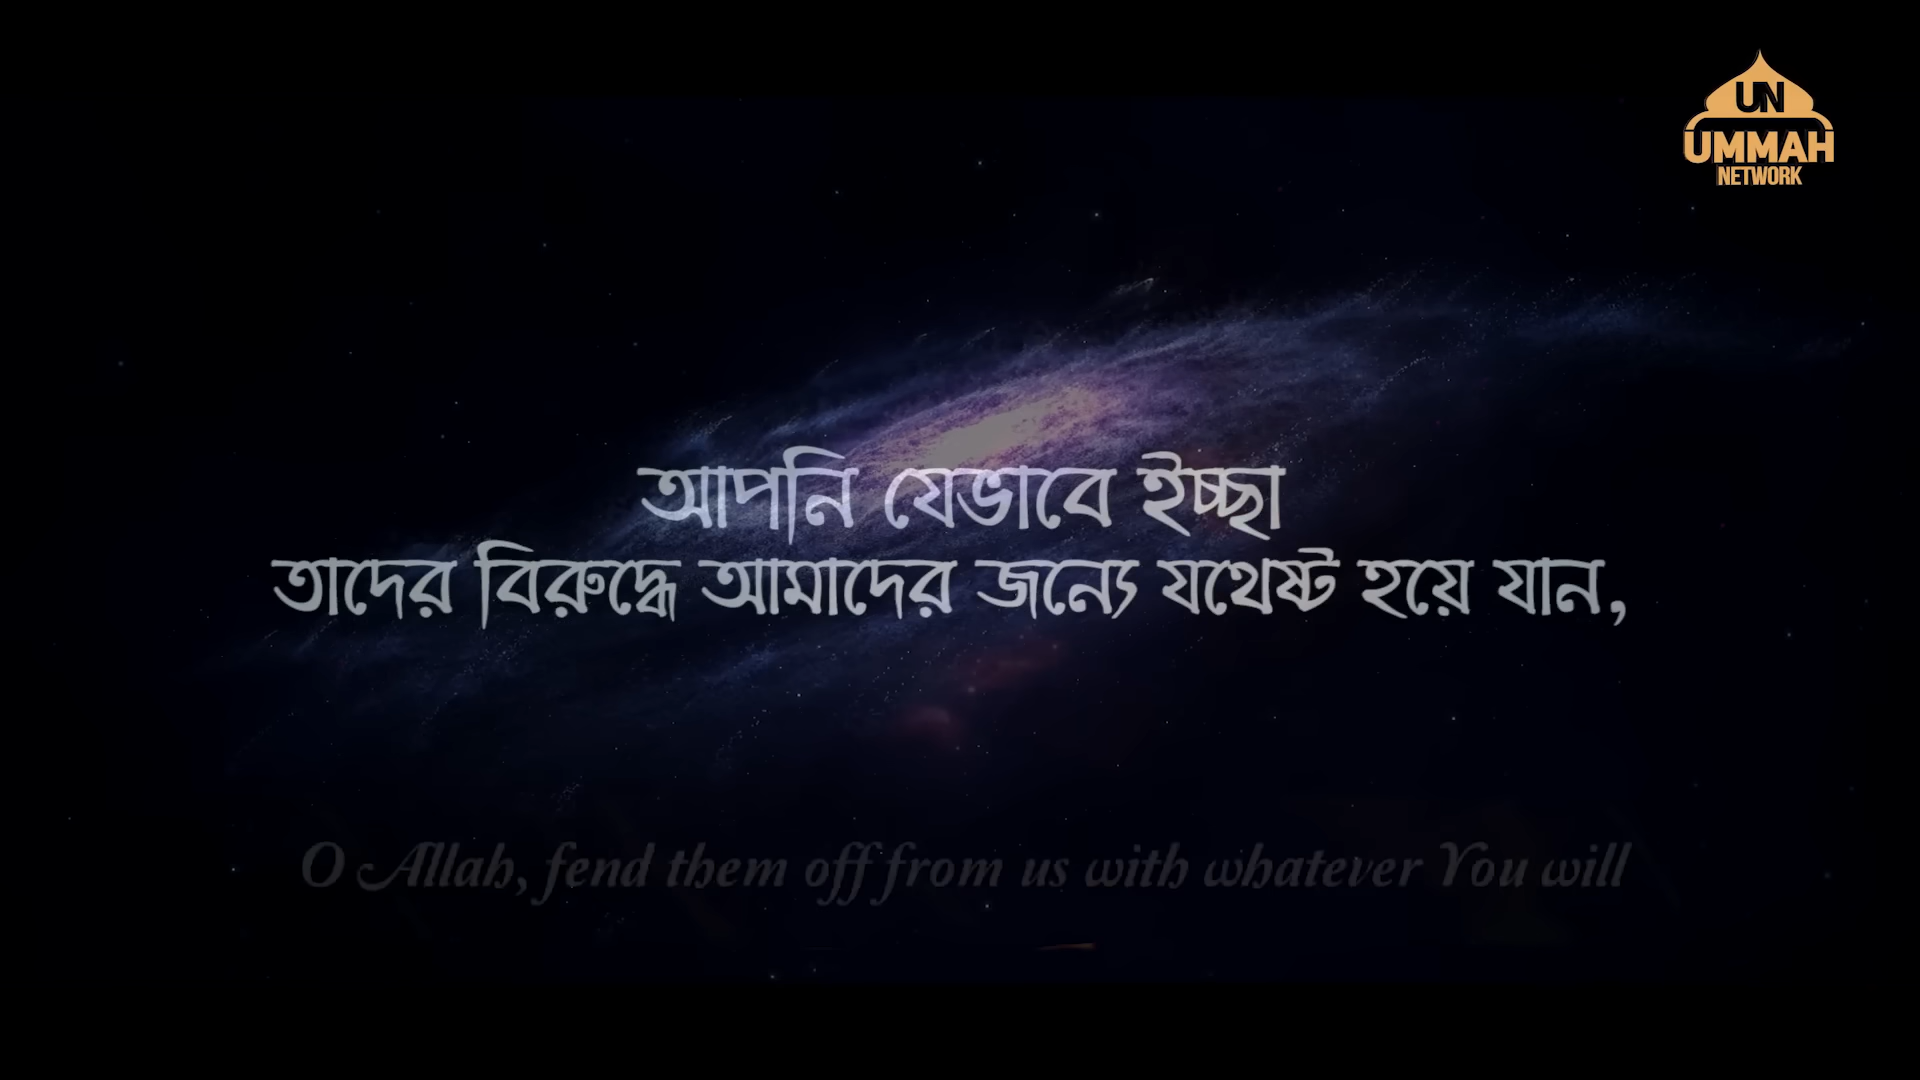 UN
UMMAH
NETWORK
আপনি যেভাবে ইচ্ছা
তাদের বিরুদ্ধে আমাদের জন্যে যথেষ্ট হয়ে যান,
O Allah, fend them off from us with whatever You will